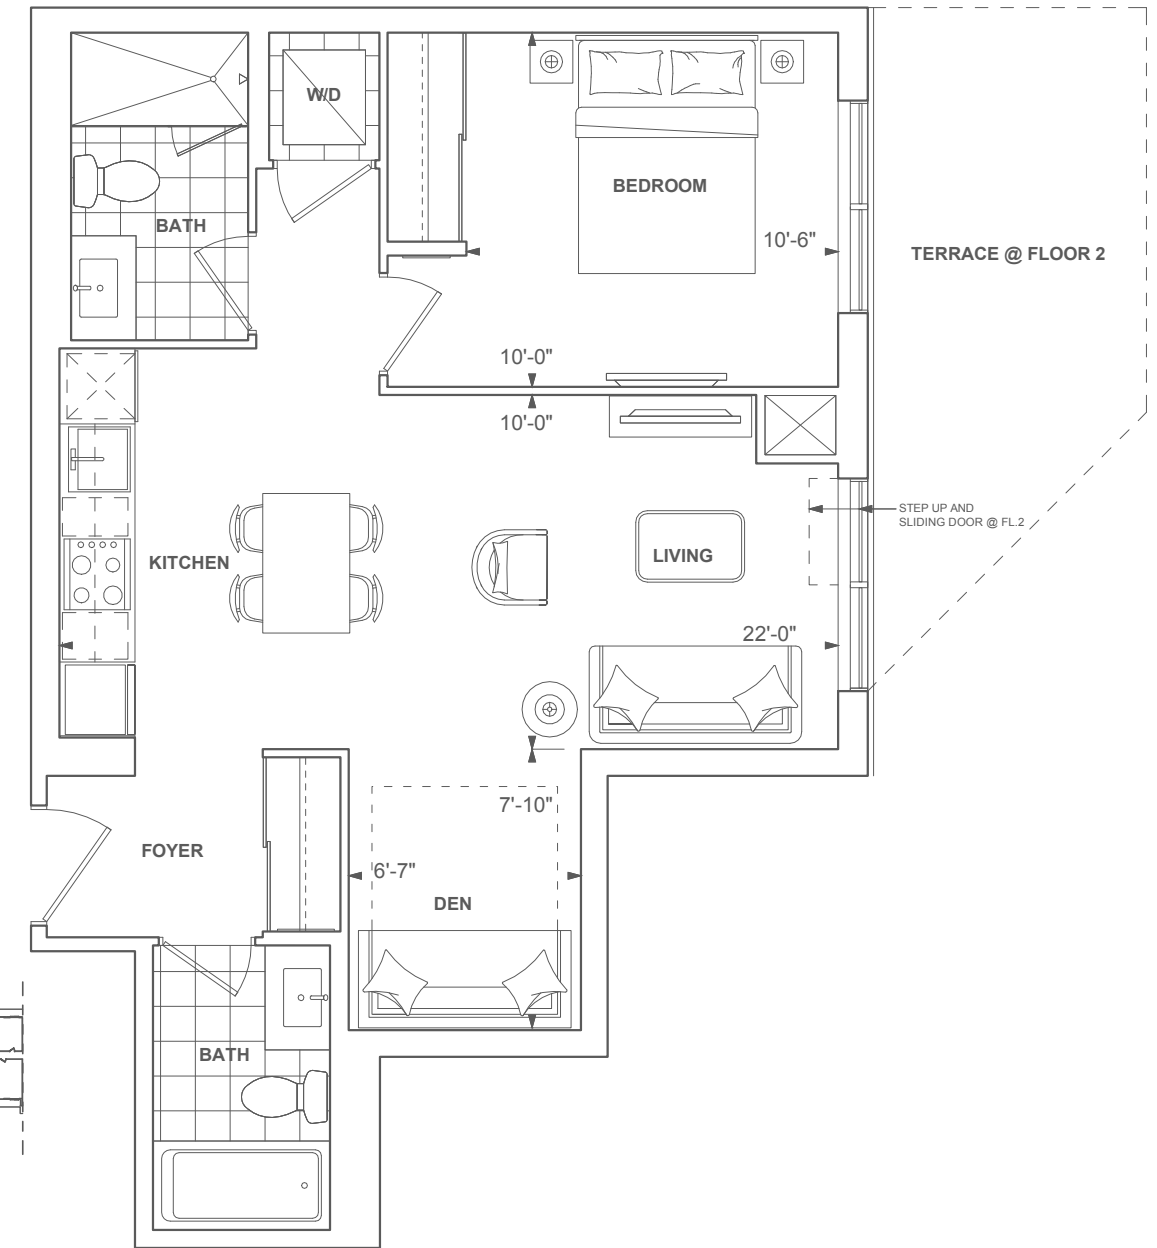 W/D
BEDROOM
BATH
10'-6"
TERRACE @ FLOOR 2
10'-0"
10'-0"
STEP UP AND
SLIDING DOOR @ FL.2
KITCHEN
LIVING
22'-0"
7'-10"
FOYER
6'-7"
DEN
BATH